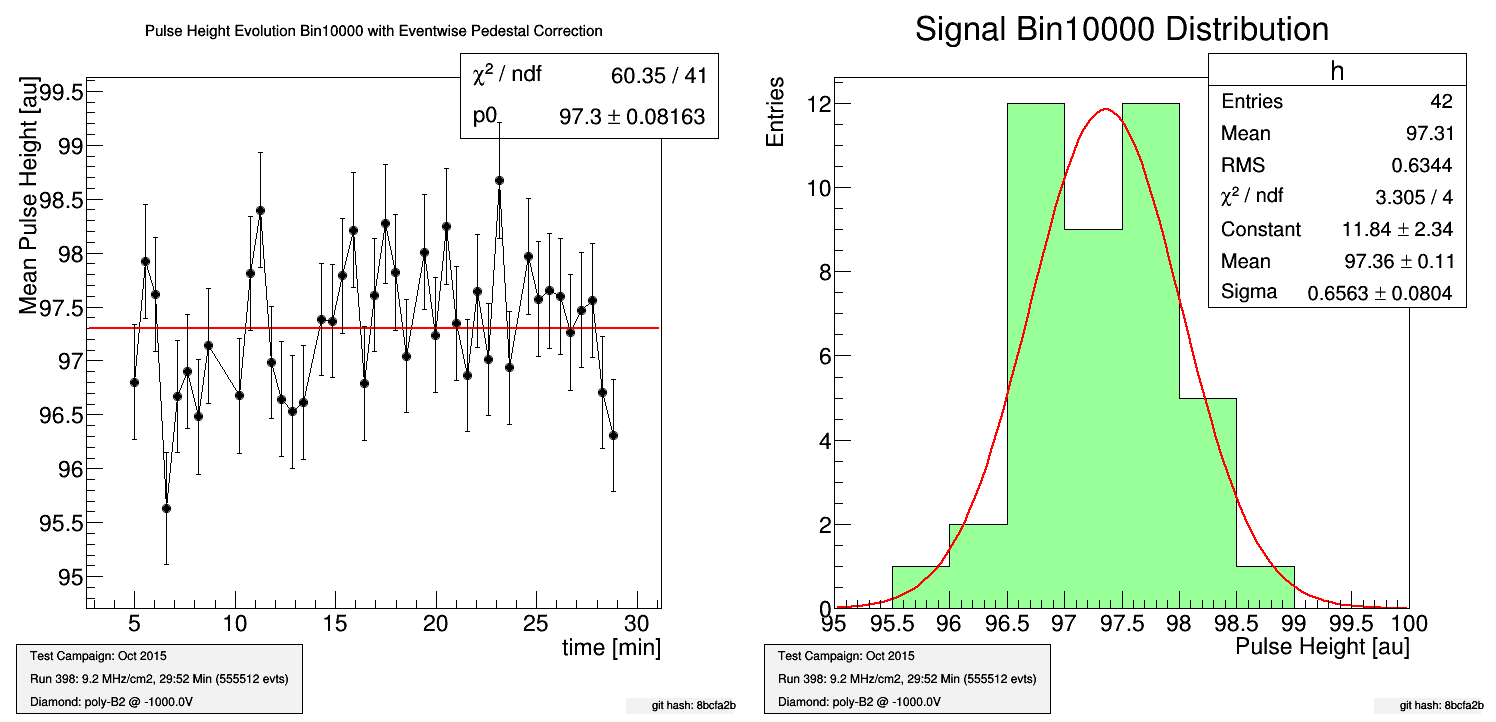 Pulse Height Evolution Bin10000 with Eventwise Pedestal Correction
χ² / ndf 60.35 / 41
p0 97.3 ± 0.08163
Mean Pulse Height [au]
99.5
99
98.5
98
97.5
97
96.5
96
95.5
95
5 10 15 20 25 30
time [min]
Test Campaign: Oct 2015
Run 398: 9.2 MHz/cm2, 29:52 Min (555512 evts)
Diamond: poly-B2 @ -1000.0V
git hash: 8bcfa2b
Signal Bin10000 Distribution
h
Entries 42
Mean 97.31
RMS 0.6344
χ² / ndf 3.305 / 4
Constant 11.84 ± 2.34
Mean 97.36 ± 0.11
Sigma 0.6563 ± 0.0804
Entries
12
10
8
6
4
2
0
95 95.5 96 96.5 97 97.5 98 98.5 99 99.5 100
Pulse Height [au]
Test Campaign: Oct 2015
Run 398: 9.2 MHz/cm2, 29:52 Min (555512 evts)
Diamond: poly-B2 @ -1000.0V
git hash: 8bcfa2b